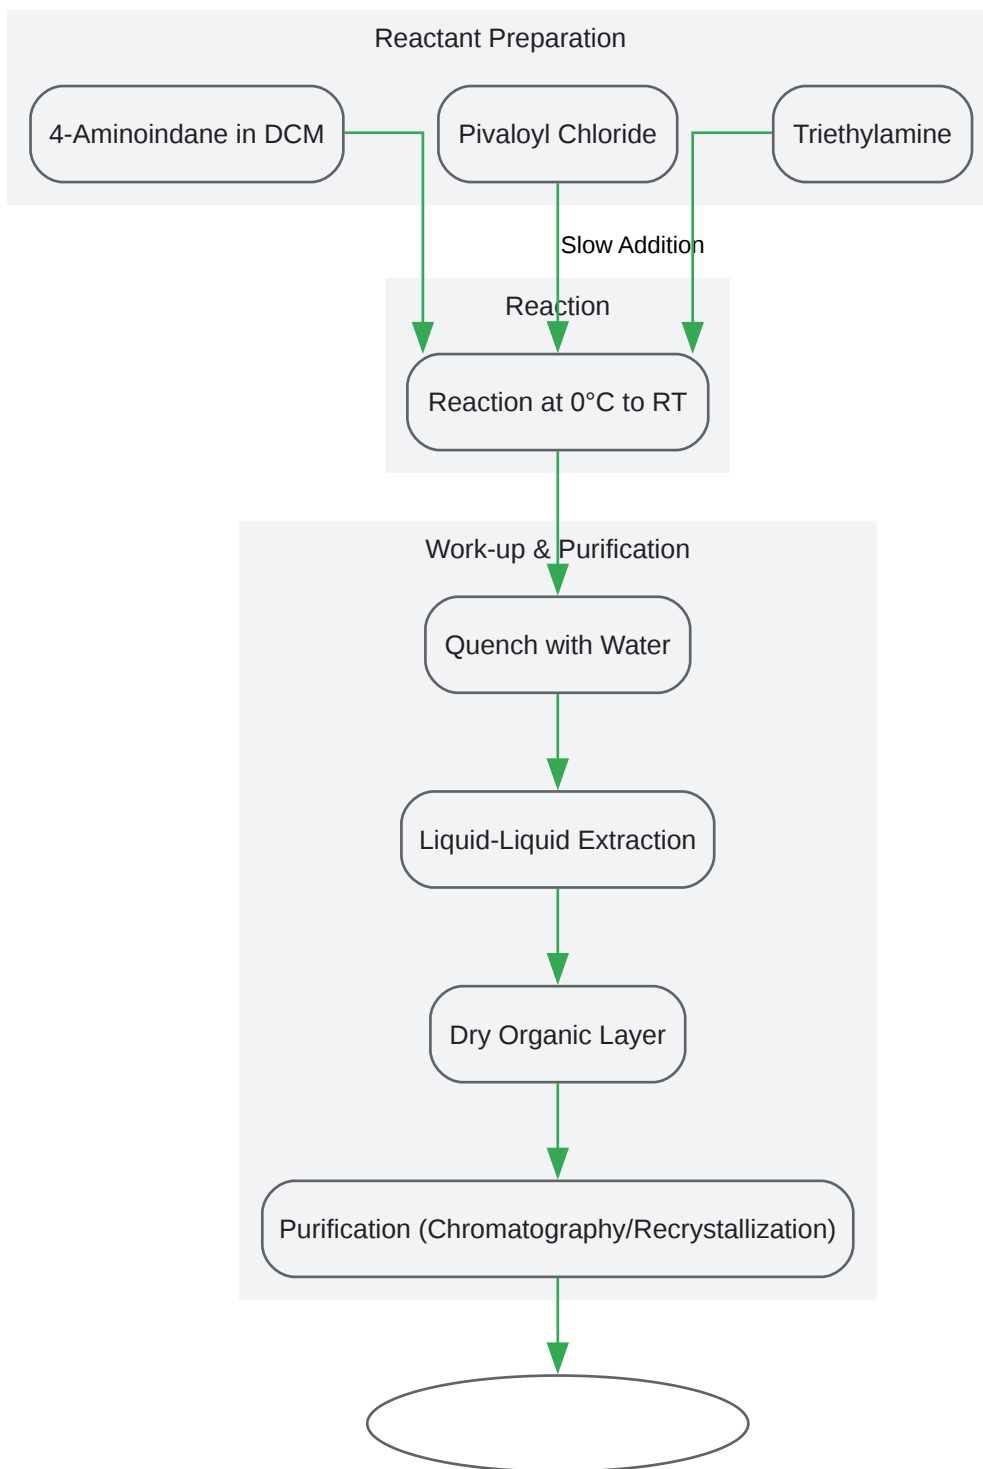 Reactant Preparation
4-Aminoindane in DCM
Pivaloyl Chloride
Triethylamine
Slow Addition
Reaction
Reaction at 0°C to RT
Work-up & Purification
Quench with Water
Liquid-Liquid Extraction
Dry Organic Layer
Purification (Chromatography/Recrystallization)